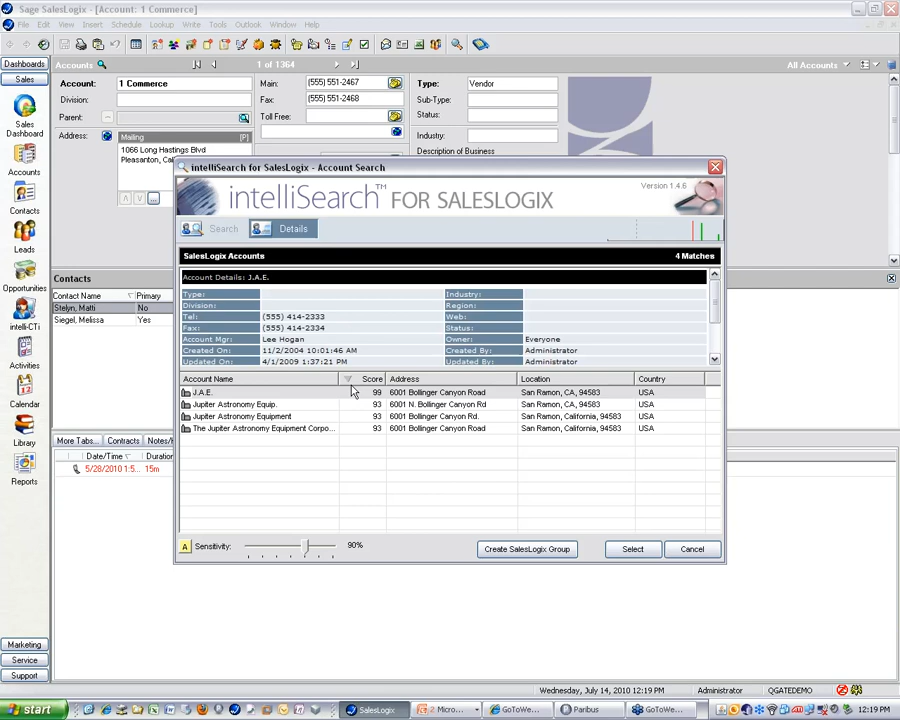 Sage SalesLogix - [Account: 1 Commerce]
File Edit View Insert Schedule Lookup Write Tools Outlook Window Help
Dashboards
Sales
Sales Dashboard
Accounts
Contacts
Leads
Opportunities
intelli-CTi
Activities
Calendar
Library
Reports
Marketing
Service
Support
Accounts 1 of 1364 All Accounts
Account: 1 Commerce Main: (555) 551-2467 Type: Vendor
Division: Fax: (555) 551-2468 Sub-Type:
Parent: Toll Free: Status:
Address: Mailing [P] Industry:
1066 Long Hastings Blvd Description of Business
Pleasanton,
Contacts
Contact Name Primary
Stelyn, Matti No
Siegel, Melissa Yes
More Tabs... Contracts
Date/Time Duration
5/28/2010 1:5... 15m
intelliSearch for SalesLogix - Account Search
intelliSearch™ FOR SALESLOGIX
Version 1.4.6
Search Details
SalesLogix Accounts 4 Matches
Account Details: J.A.E.
Type: Industry:
Division: Region:
Tel: (555) 414-2333 Web:
Fax: (555) 414-2334 Status:
Account Mgr: Lee Hogan Owner: Everyone
Created On: 11/2/2004 10:01:46 AM Created By: Administrator
Updated On: 4/1/2009 1:37:21 PM Updated By: Administrator
Account Name Score Address Location Country
J.A.E. 99 6001 Bollinger Canyon Road San Ramon, CA, 94583 USA
Jupiter Astronomy Equip. 93 6001 N. Bollinger Canyon Rd San Ramon, CA, 94583 USA
Jupiter Astronomy Equipment 93 6001 Bollinger Canyon Rd. San Ramon, California, 94583 USA
The Jupiter Astronomy Equipment Corpo... 93 6001 Bollinger Canyon Road San Ramon, California, 94583 USA
A Sensitivity: 90% Create SalesLogix Group Select Cancel
Wednesday, July 14, 2010 12:19 PM Administrator QGATEDEMO
start SalesLogix 2 Micro... GoToWe... Paribus GoToWe... 12:19 PM